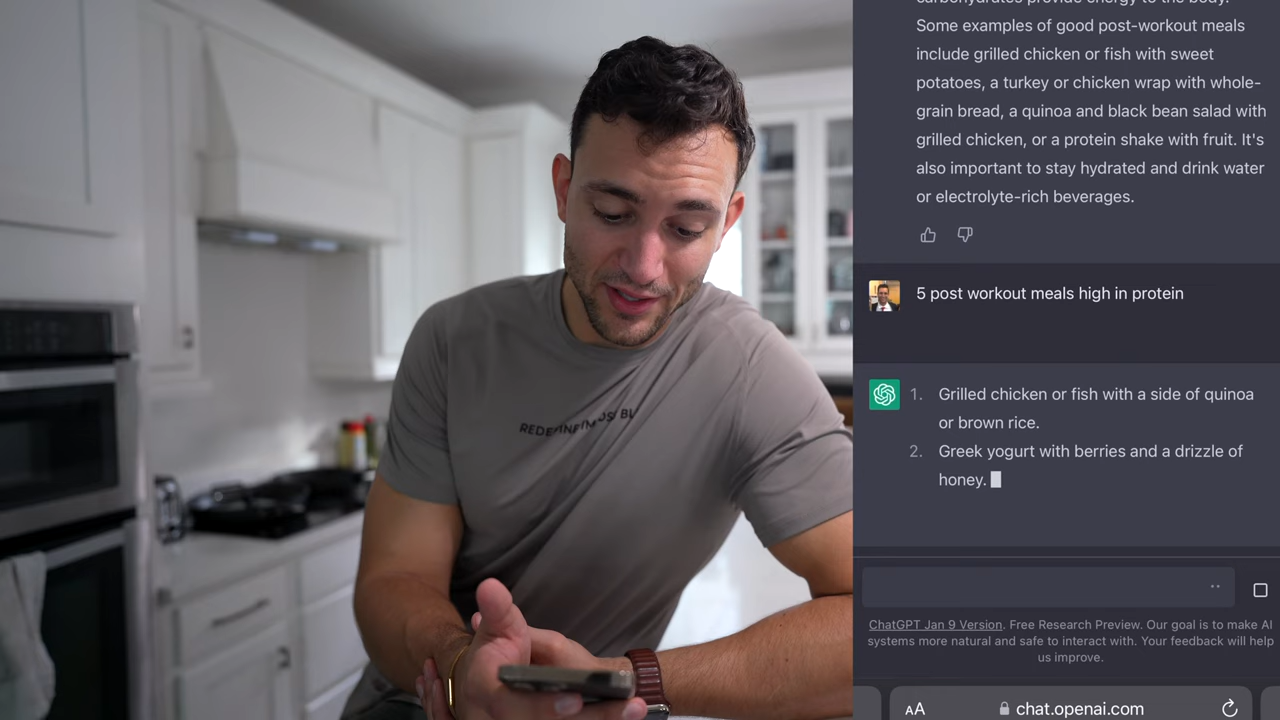 carbohydrates provide energy to the body.
Some examples of good post-workout meals
include grilled chicken or fish with sweet
potatoes, a turkey or chicken wrap with whole-
grain bread, a quinoa and black bean salad with
grilled chicken, or a protein shake with fruit. It's
also important to stay hydrated and drink water
or electrolyte-rich beverages.
5 post workout meals high in protein
1. Grilled chicken or fish with a side of quinoa
or brown rice.
2. Greek yogurt with berries and a drizzle of
honey.
ChatGPT Jan 9 Version. Free Research Preview. Our goal is to make AI
systems more natural and safe to interact with. Your feedback will help
us improve.
AA chat.openai.com